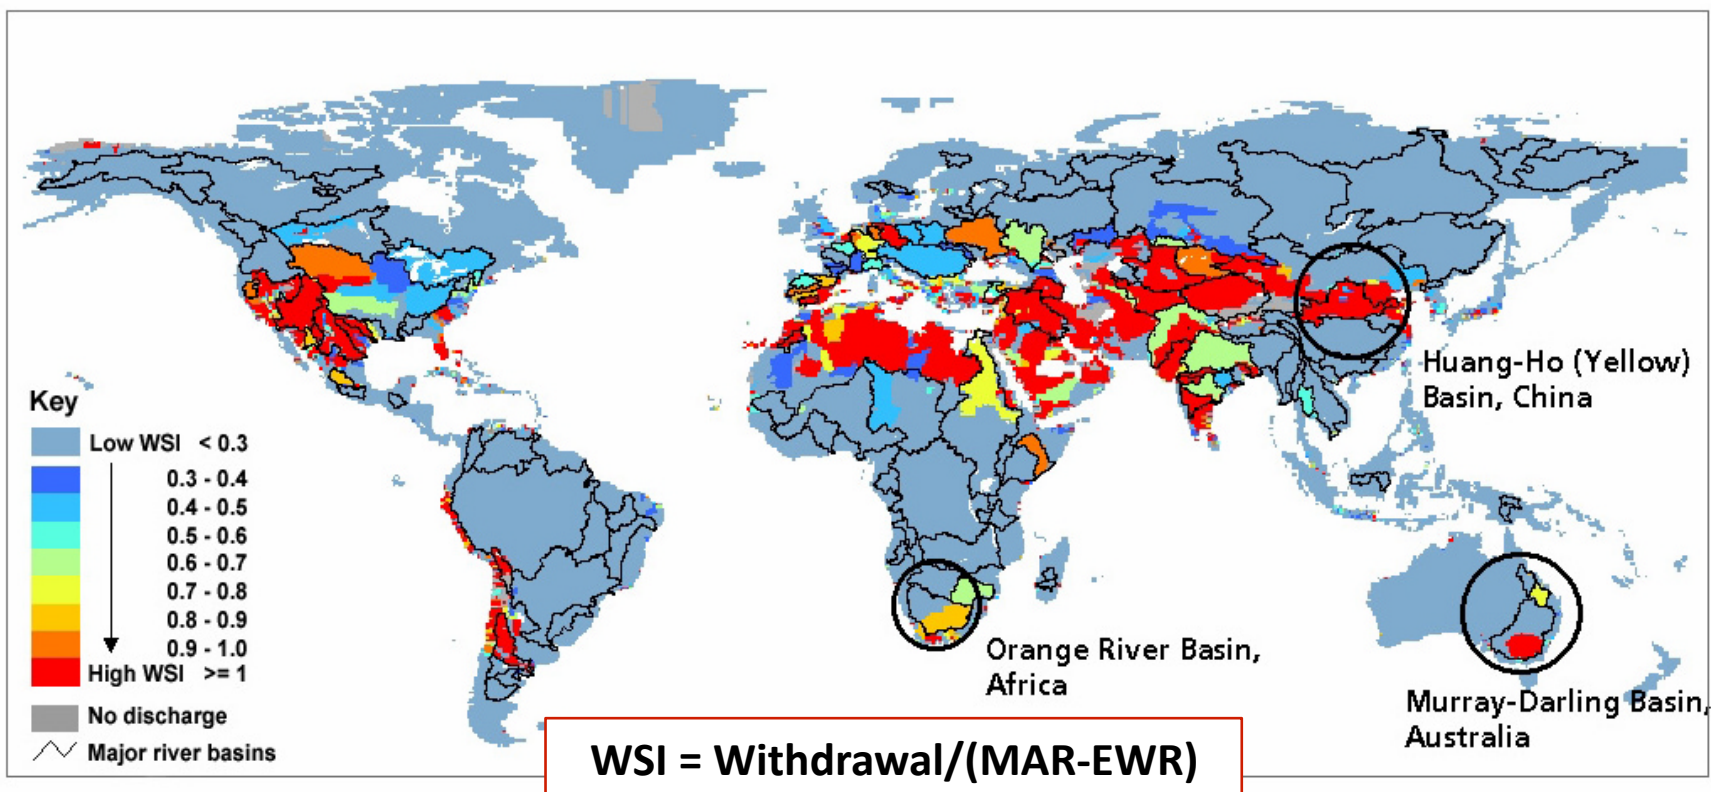 Key
Low WSI < 0.3
0.3 - 0.4
0.4 - 0.5
0.5 - 0.6
0.6 - 0.7
0.7 - 0.8
0.8 - 0.9
0.9 - 1.0
High WSI >= 1
No discharge
Major river basins
Huang-Ho (Yellow)
Basin, China
Orange River Basin,
Africa
Murray-Darling Basin,
Australia
WSI = Withdrawal/(MAR-EWR)